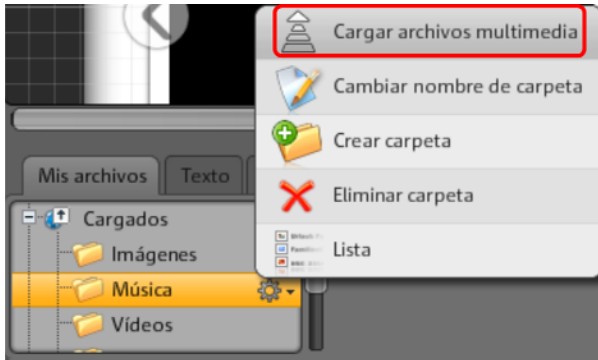 Cargar archivos multimedia
Cambiar nombre de carpeta
Crear carpeta
Eliminar carpeta
Lista
Mis archivos
Texto
Cargados
Imágenes
Música
Vídeos